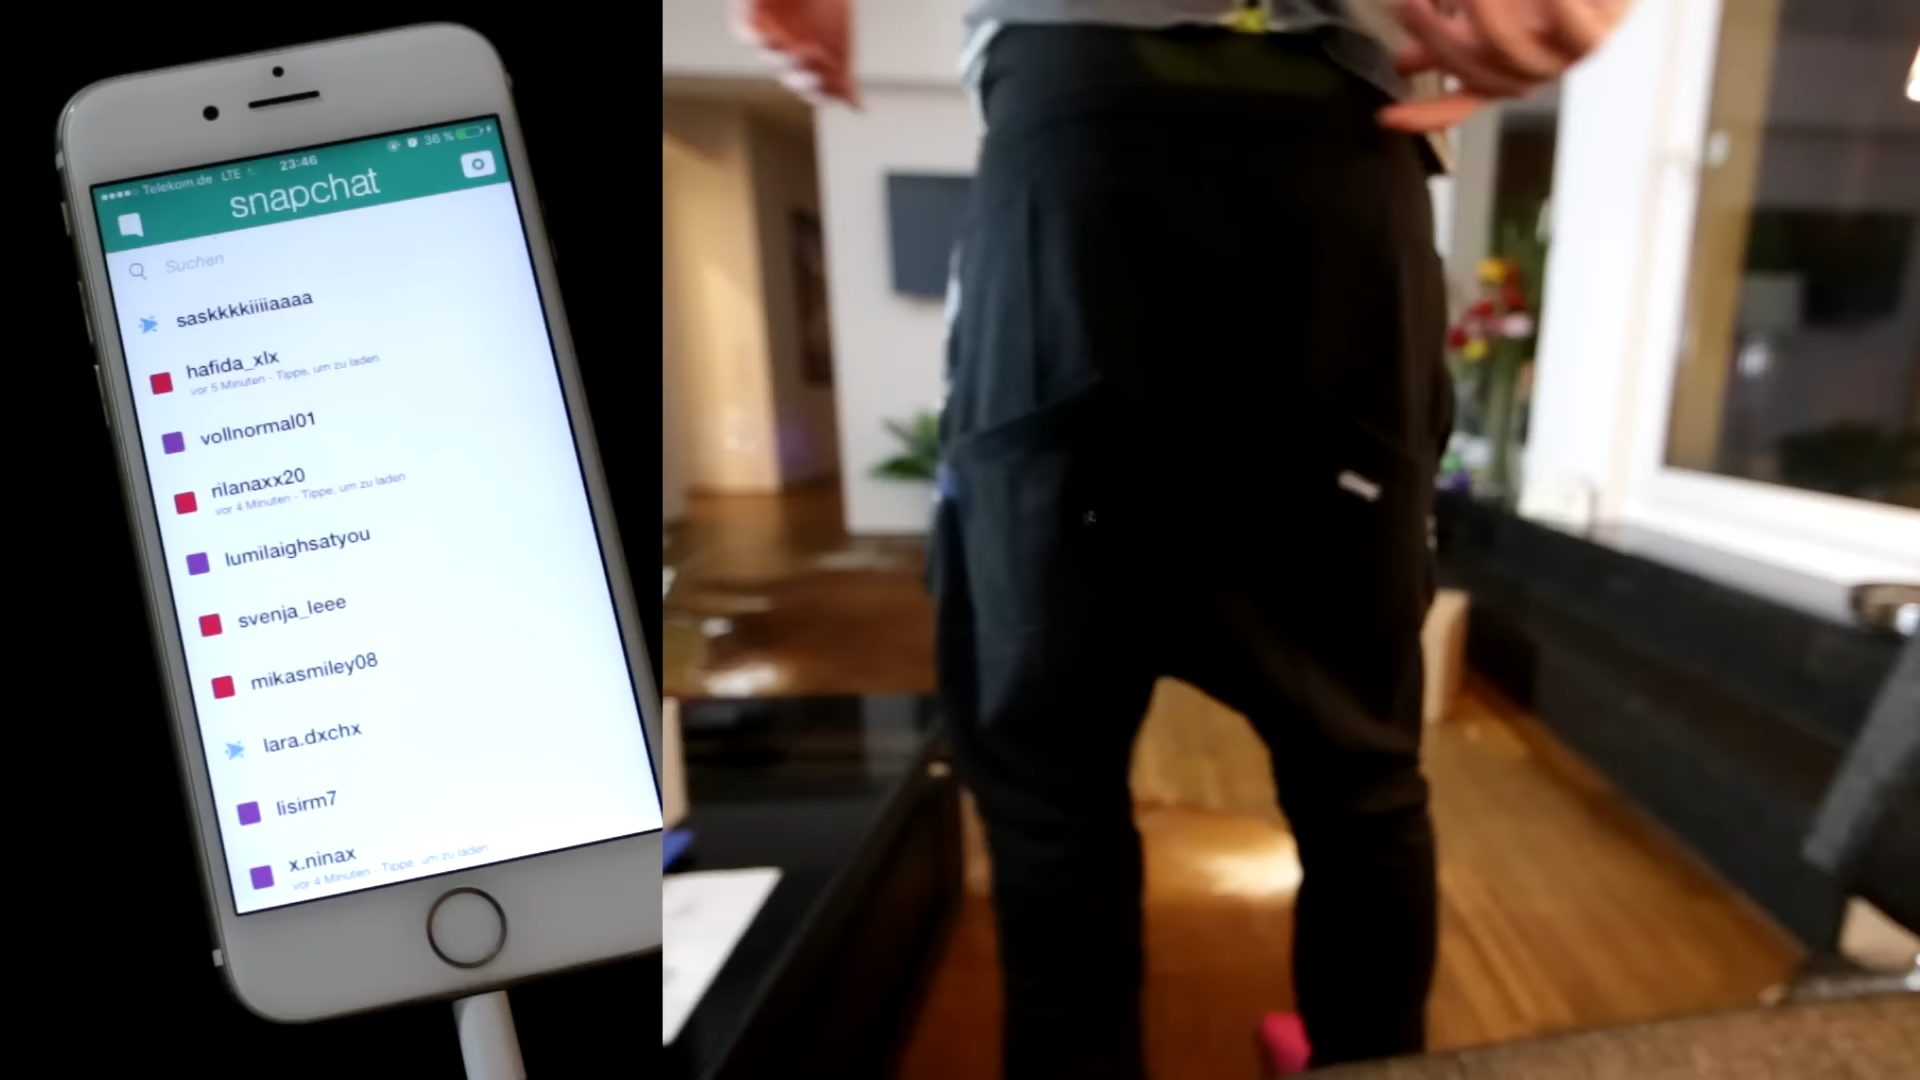 Telekom.de LTE 23:46 36 %
snapchat
Suchen
saskkkkiiiiaaaa
hafida_xlx
vor 5 Minuten - Tippe, um zu laden
vollnormal01
rilanaxx20
vor 4 Minuten - Tippe, um zu laden
lumilaighsatyou
svenja_leee
mikasmiley08
lara.dxchx
lisirm7
x.ninax
vor 4 Minuten - Tippe, um zu laden